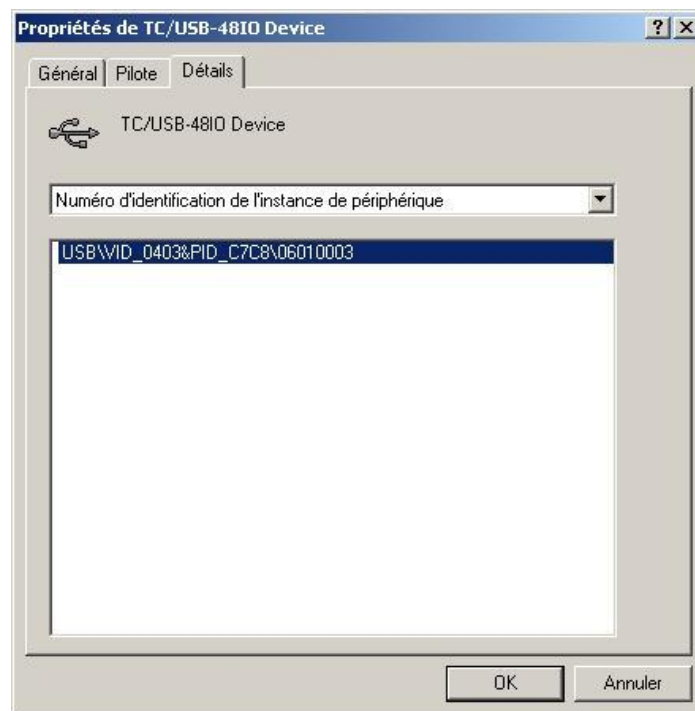 Propriétés de TC/USB-48IO Device
Général Pilote Détails
TC/USB-48IO Device
Numéro d'identification de l'instance de périphérique
USB\VID_0403&PID_C7C8\06010003
OK Annuler